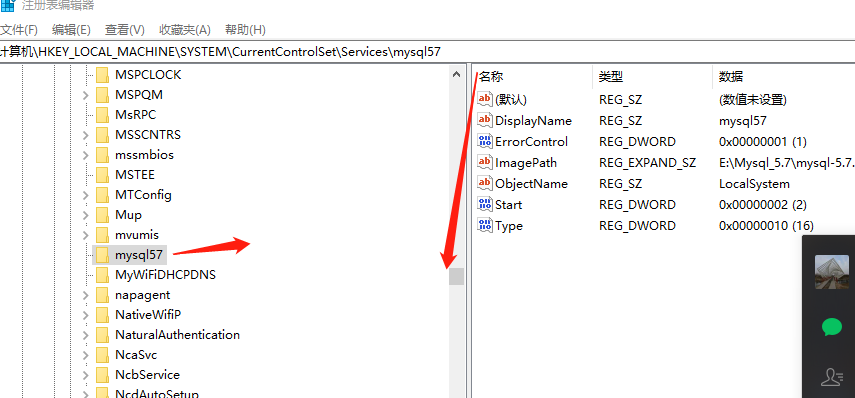 注册表编辑器
文件(F) 编辑(E) 查看(V) 收藏夹(A) 帮助(H)
计算机\HKEY_LOCAL_MACHINE\SYSTEM\CurrentControlSet\Services\mysql57
MSPCLOCK
MSPQM
MsRPC
MSSCNTRS
mssmbios
MSTEE
MTConfig
Mup
mvumis
mysql57
MyWiFiDHCPDNS
napagent
NativeWifiP
NaturalAuthentication
NcaSvc
NcbService
NcdAutoSetup
名称 类型 数据
(默认) REG_SZ (数值未设置)
DisplayName REG_SZ mysql57
ErrorControl REG_DWORD 0x00000001 (1)
ImagePath REG_EXPAND_SZ E:\Mysql_5.7\mysql-5.7.
ObjectName REG_SZ LocalSystem
Start REG_DWORD 0x00000002 (2)
Type REG_DWORD 0x00000010 (16)